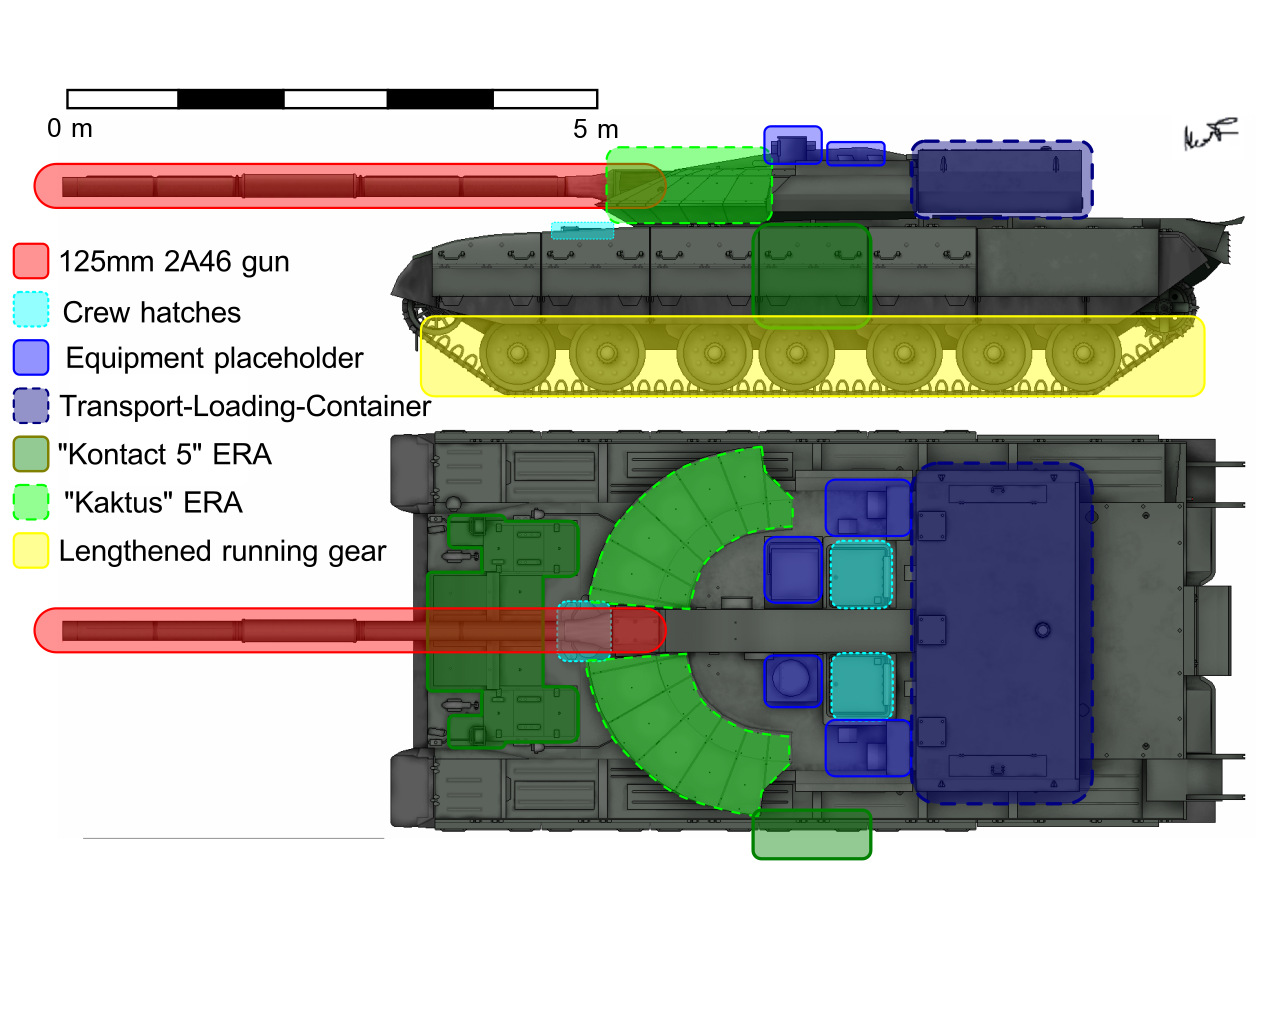 0 m
5 m
125mm 2A46 gun
Crew hatches
Equipment placeholder
Transport-Loading-Container
"Kontact 5" ERA
"Kaktus" ERA
Lengthened running gear